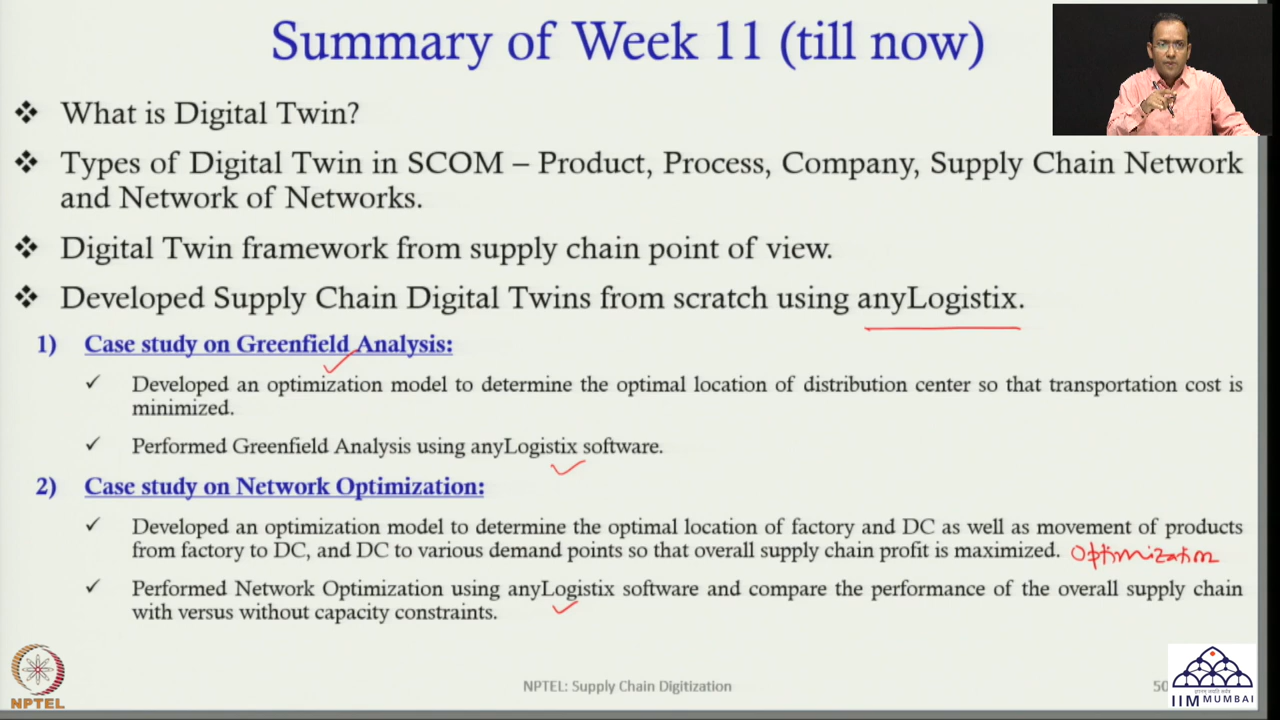 Summary of Week 11 (till now)
❖ What is Digital Twin?
❖ Types of Digital Twin in SCOM – Product, Process, Company, Supply Chain Network
and Network of Networks.
❖ Digital Twin framework from supply chain point of view.
❖ Developed Supply Chain Digital Twins from scratch using anyLogistix.
1) Case study on Greenfield Analysis:
✓ Developed an optimization model to determine the optimal location of distribution center so that transportation cost is
minimized.
✓ Performed Greenfield Analysis using anyLogistix software.
2) Case study on Network Optimization:
✓ Developed an optimization model to determine the optimal location of factory and DC as well as movement of products
from factory to DC, and DC to various demand points so that overall supply chain profit is maximized. Optimization
✓ Performed Network Optimization using anyLogistix software and compare the performance of the overall supply chain
with versus without capacity constraints.
NPTEL
NPTEL: Supply Chain Digitization
50
IIM MUMBAI